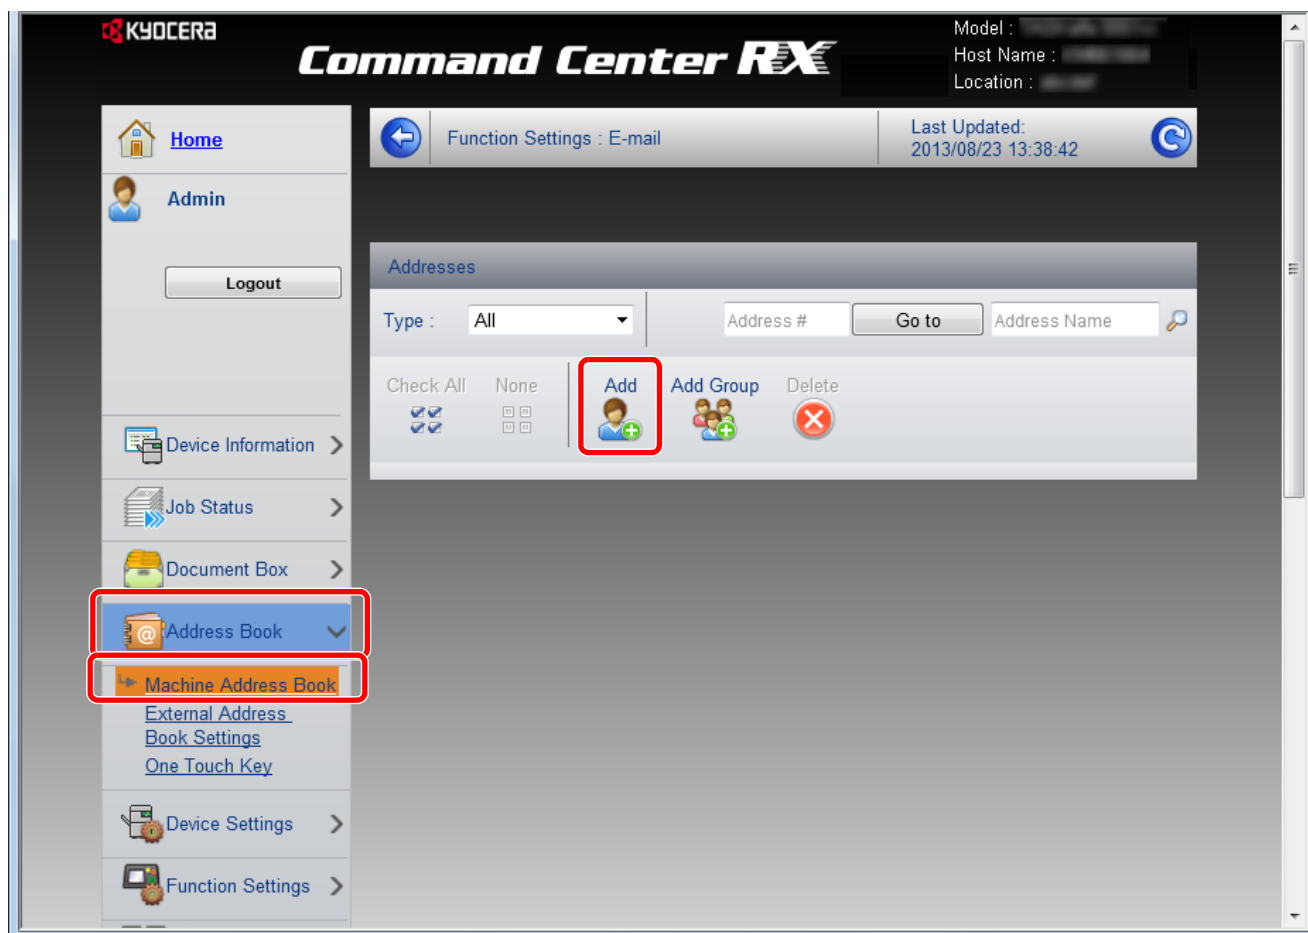 KYOCERA
Command Center RX
Model :
Host Name :
Location :
Home
Admin
Logout
Device Information
Job Status
Document Box
Address Book
Machine Address Book
External Address
Book Settings
One Touch Key
Device Settings
Function Settings
Function Settings : E-mail
Last Updated:
2013/08/23 13:38:42
Addresses
Type : All Address # Go to Address Name
Check All None Add Add Group Delete